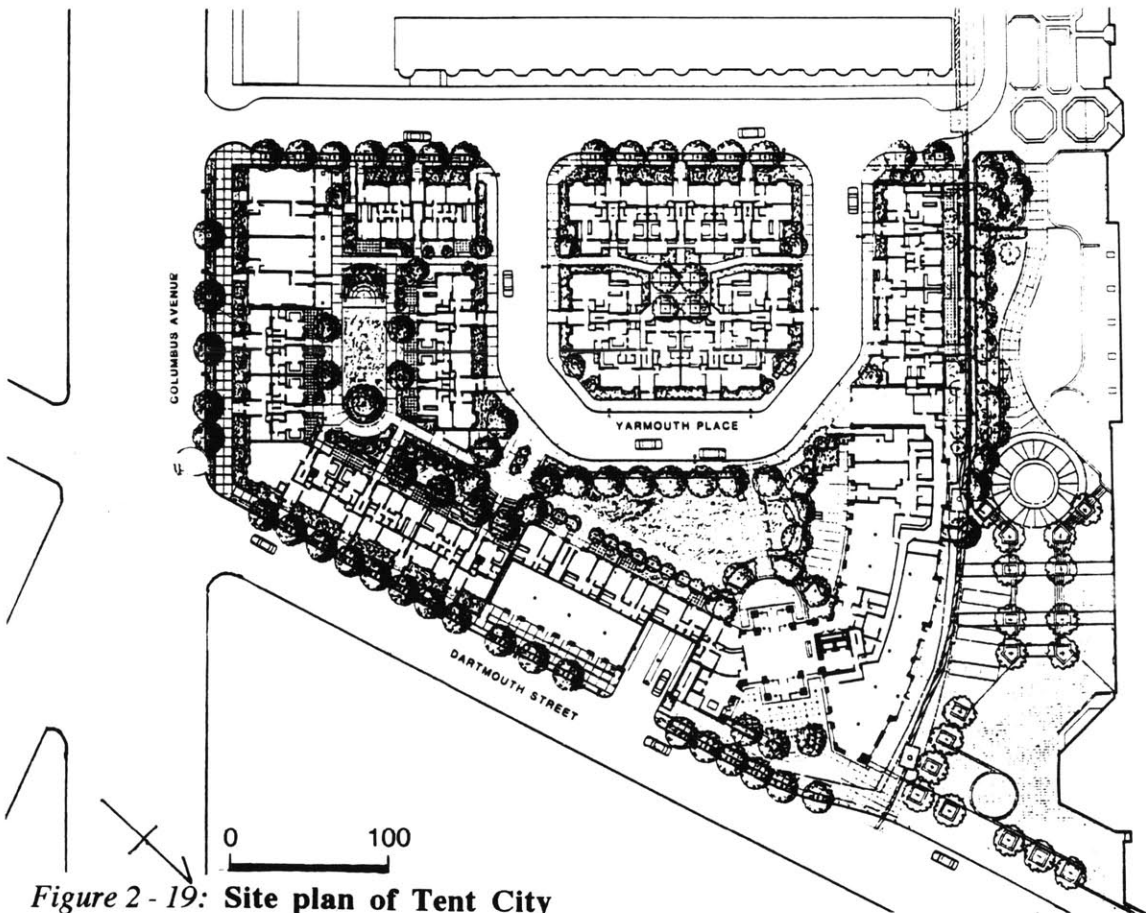 COLUMBUS AVENUE
YARMOUTH PLACE
DARTMOUTH STREET
0 100
Figure 2 - 19: Site plan of Tent City